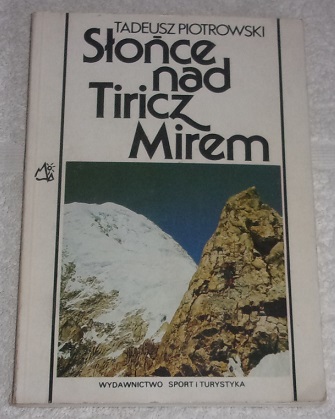 TADEUSZ PIOTROWSKI
Słońce
nad
Tiricz
Mirem
WYDAWNICTWO SPORT I TURYSTYKA